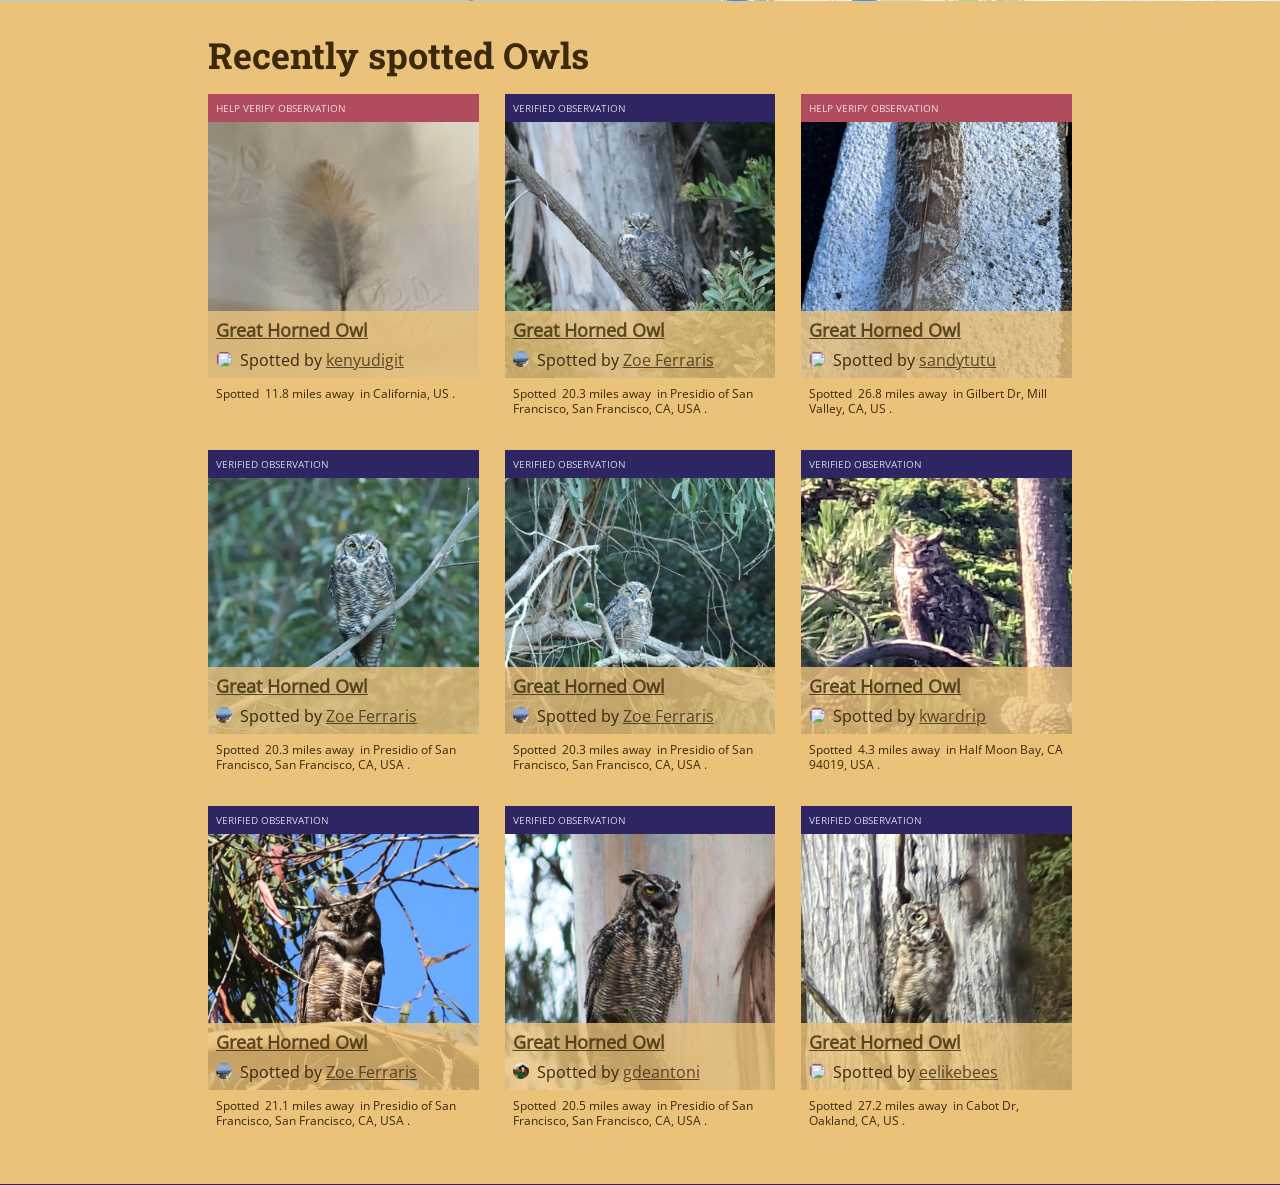 Recently spotted Owls
HELP VERIFY OBSERVATION
Great Horned Owl
Spotted by kenyudigit
Spotted 11.8 miles away in California, US .
VERIFIED OBSERVATION
Great Horned Owl
Spotted by Zoe Ferraris
Spotted 20.3 miles away in Presidio of San
Francisco, San Francisco, CA, USA .
HELP VERIFY OBSERVATION
Great Horned Owl
Spotted by sandytutu
Spotted 26.8 miles away in Gilbert Dr, Mill
Valley, CA, US .
VERIFIED OBSERVATION
Great Horned Owl
Spotted by Zoe Ferraris
Spotted 20.3 miles away in Presidio of San
Francisco, San Francisco, CA, USA .
VERIFIED OBSERVATION
Great Horned Owl
Spotted by Zoe Ferraris
Spotted 20.3 miles away in Presidio of San
Francisco, San Francisco, CA, USA .
VERIFIED OBSERVATION
Great Horned Owl
Spotted by kwardrip
Spotted 4.3 miles away in Half Moon Bay, CA
94019, USA .
VERIFIED OBSERVATION
Great Horned Owl
Spotted by Zoe Ferraris
Spotted 21.1 miles away in Presidio of San
Francisco, San Francisco, CA, USA .
VERIFIED OBSERVATION
Great Horned Owl
Spotted by gdeantoni
Spotted 20.5 miles away in Presidio of San
Francisco, San Francisco, CA, USA .
VERIFIED OBSERVATION
Great Horned Owl
Spotted by eelikebees
Spotted 27.2 miles away in Cabot Dr,
Oakland, CA, US .